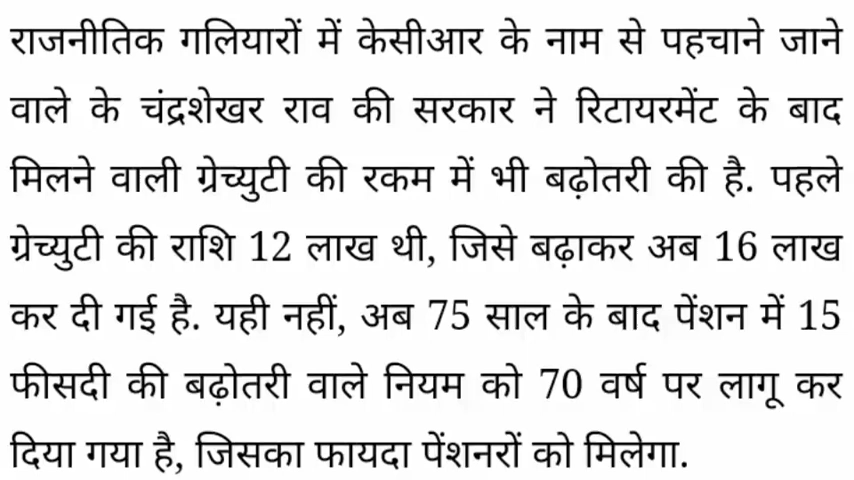 राजनीतिक गलियारों में केसीआर के नाम से पहचाने जाने
वाले के चंद्रशेखर राव की सरकार ने रिटायरमेंट के बाद
मिलने वाली ग्रेच्युटी की रकम में भी बढ़ोतरी की है. पहले
ग्रेच्युटी की राशि 12 लाख थी, जिसे बढ़ाकर अब 16 लाख
कर दी गई है. यही नहीं, अब 75 साल के बाद पेंशन में 15
फीसदी की बढ़ोतरी वाले नियम को 70 वर्ष पर लागू कर
दिया गया है, जिसका फायदा पेंशनरों को मिलेगा.